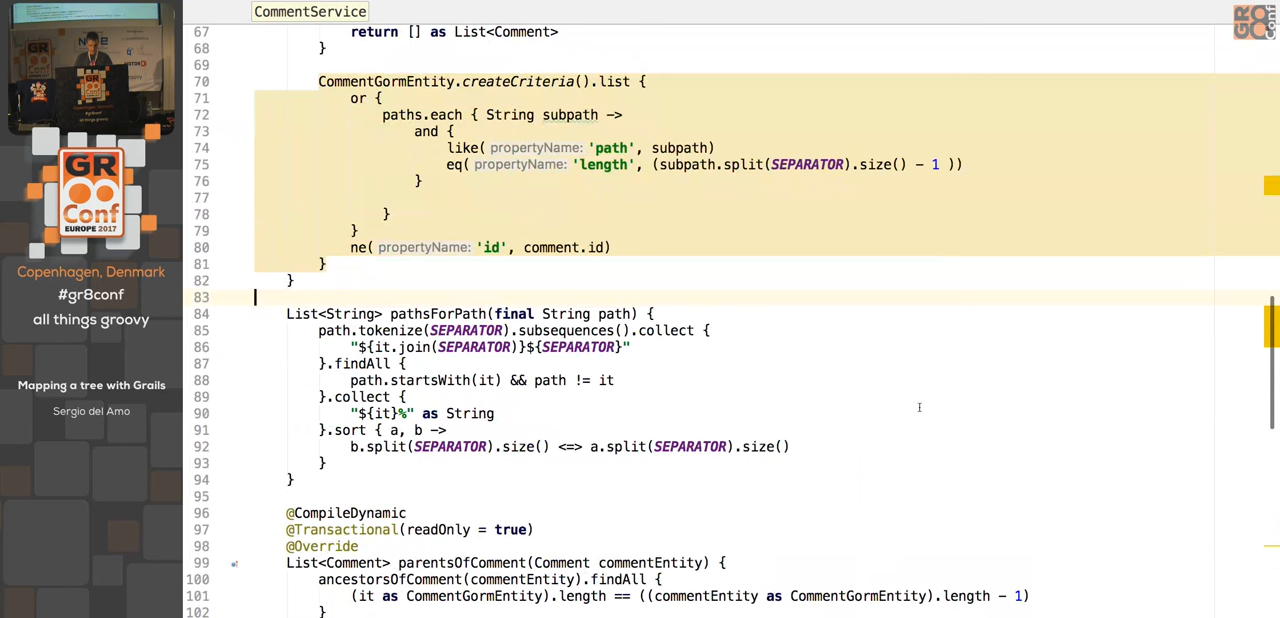 CommentService
GR8
Conf
EUROPE 2017
Copenhagen, Denmark
#gr8conf
all things groovy
Mapping a tree with Grails
Sergio del Amo
67 return [] as List<Comment>
68 }
69
70 CommentGormEntity.createCriteria().list {
71 or {
72 paths.each { String subpath ->
73 and {
74 like( propertyName: 'path', subpath)
75 eq( propertyName: 'length', (subpath.split(SEPARATOR).size() - 1 ))
76 }
77
78 }
79 }
80 ne( propertyName: 'id', comment.id)
81 }
82 }
83
84 List<String> pathsForPath(final String path) {
85 path.tokenize(SEPARATOR).subsequences().collect {
86 "${it.join(SEPARATOR)}${SEPARATOR}"
87 }.findAll {
88 path.startsWith(it) && path != it
89 }.collect {
90 "${it}%" as String
91 }.sort { a, b ->
92 b.split(SEPARATOR).size() <=> a.split(SEPARATOR).size()
93 }
94 }
95
96 @CompileDynamic
97 @Transactional(readOnly = true)
98 @Override
99 List<Comment> parentsOfComment(Comment commentEntity) {
100 ancestorsOfComment(commentEntity).findAll {
101 (it as CommentGormEntity).length == ((commentEntity as CommentGormEntity).length - 1)
102 }